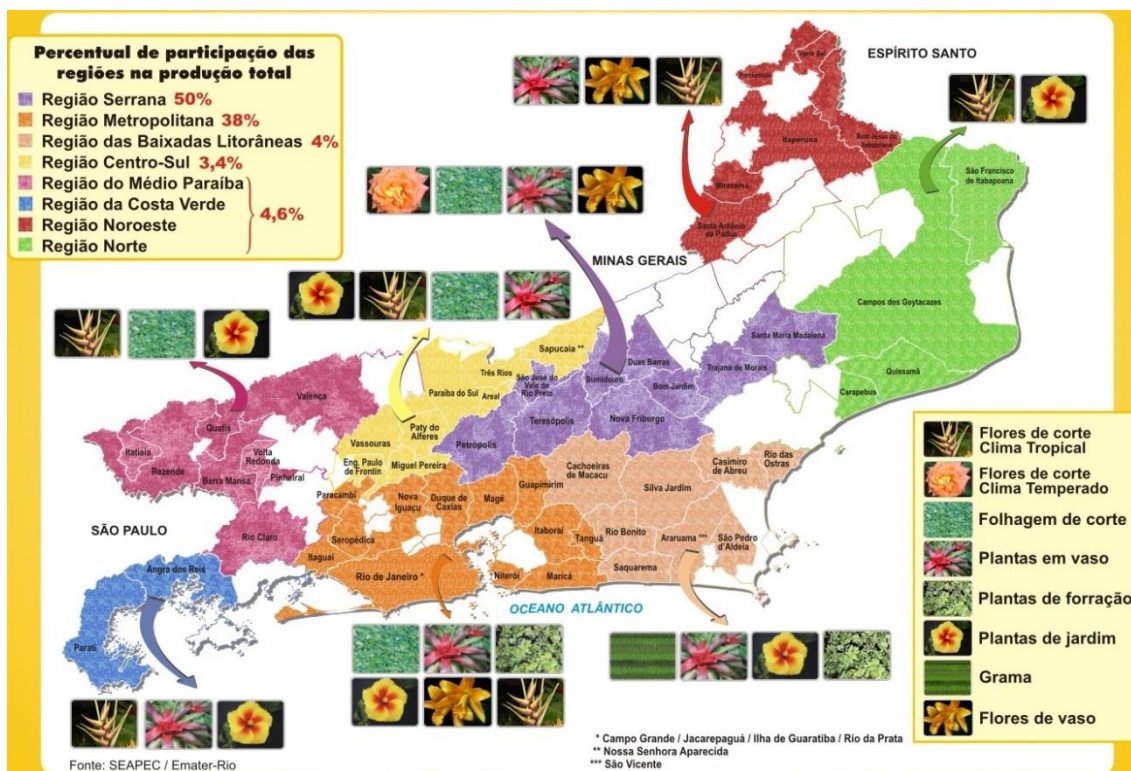 Percentual de participação das
regiões na produção total
Região Serrana 50%
Região Metropolitana 38%
Região das Baixadas Litorâneas 4%
Região Centro-Sul 3,4%
Região do Médio Paraíba
Região da Costa Verde
4,6%
Região Noroeste
Região Norte
ESPÍRITO SANTO
Varre Sai
Porciúncula
Itaperuna
Bom Jesus do
Itabapoana
Miracema
Santo Antônio
de Pádua
São Francisco
de Itabapoana
MINAS GERAIS
Campos dos Goytacazes
Quissamã
Carapebus
Santa Maria Madalena
Trajano de Morais
Duas Barras
Sumidouro
Bom Jardim
São José do
Vale do
Rio Preto
Teresópolis
Nova Friburgo
Petrópolis
Sapucaia **
Três Rios
Paraíba do Sul
Areal
Paty do
Alferes
Vassouras
Eng. Paulo
de Frontin
Miguel Pereira
Valença
Quatis
Itatiaia
Volta
Redonda
Rezende
Barra Mansa
Pinheiral
Rio Claro
SÃO PAULO
Angra dos Reis
Parati
Paracambi
Nova
Iguaçu
Duque de
Caxias
Magé
Guapimirim
Seropédica
Itaguaí
Itaboraí
Tanguá
Rio de Janeiro *
Niterói
Maricá
Cachoeiras
de Macacu
Casimiro
de Abreu
Rio das
Ostras
Silva Jardim
Rio Bonito
Araruama ***
São Pedro
d'Aldeia
Saquarema
OCEANO ATLÂNTICO
Flores de corte
Clima Tropical
Flores de corte
Clima Temperado
Folhagem de corte
Plantas em vaso
Plantas de forração
Plantas de jardim
Grama
Flores de vaso
* Campo Grande / Jacarepaguá / Ilha de Guaratiba / Rio da Prata
** Nossa Senhora Aparecida
*** São Vicente
Fonte: SEAPEC / Emater-Rio